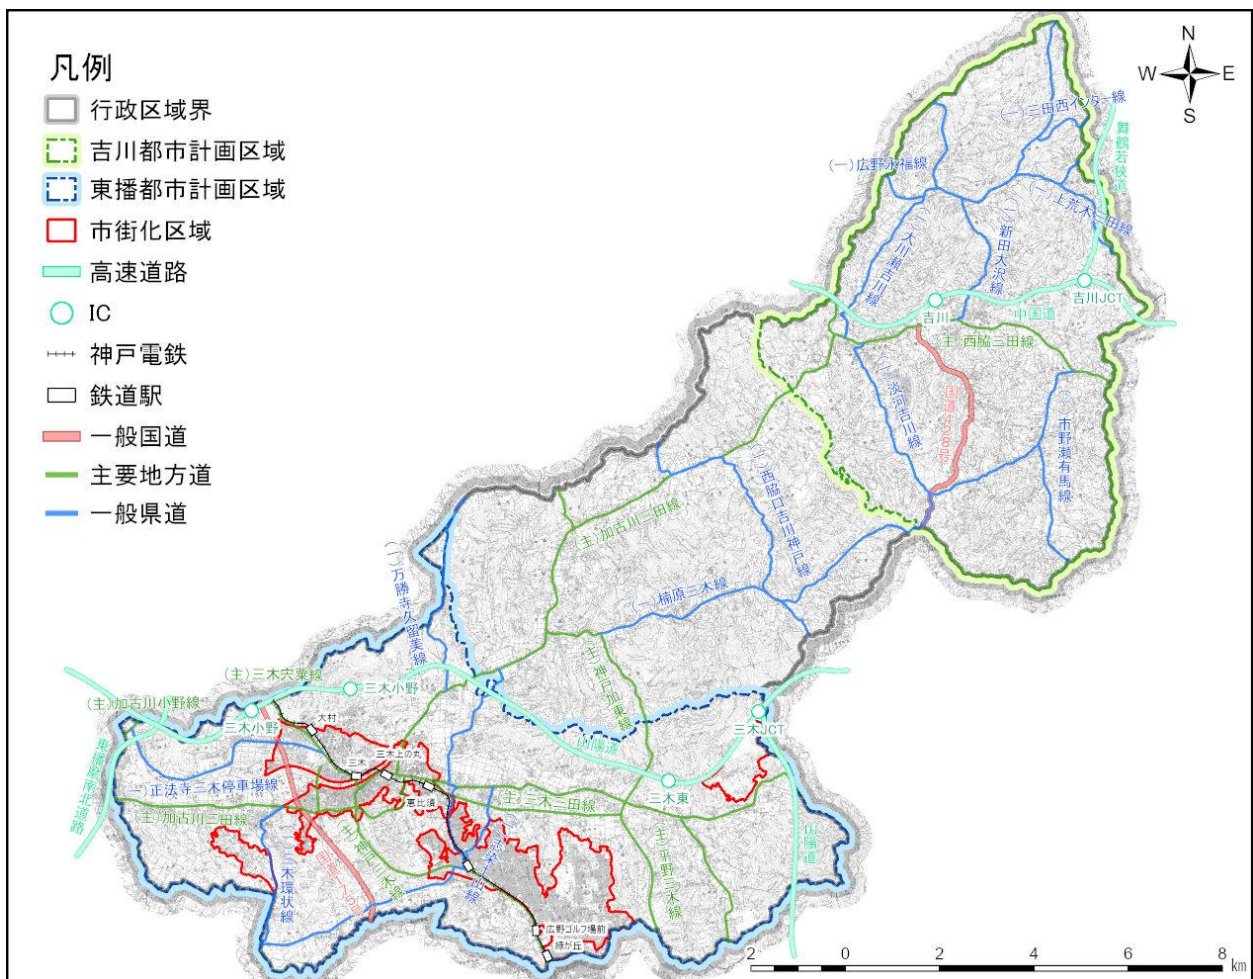 凡例
行政区域界
吉川都市計画区域
東播都市計画区域
市街化区域
高速道路
IC
神戸電鉄
鉄道駅
一般国道
主要地方道
一般県道
N
W
E
S
(一)三田西インター線
舞鶴若狭道
(一)広野永福線
(一)上荒木三田線
(一)大川瀬吉川線
(一)新田大沢線
吉川JCT
吉川
中国道
(主)西脇三田線
(一)淡河吉川線
国道428号
(一)市野瀬有馬線
(主)加古川三田線
(一)西脇口吉川神戸線
(一)楠原三木線
(一)万勝寺久留美線
(主)神戸加東線
(主)三木宍粟線
三木小野
(主)加古川小野線
三木小野
大村
三木JCT
山陽道
三木上の丸
三木
三木東
恵比須
(一)正法寺三木停車場線
(主)三木三田線
(主)加古川三田線
(主)平野三木線
山陽道
国道175号
(一)三木環状線
広野ゴルフ場前
緑が丘
2 0 2 4 6 8
km